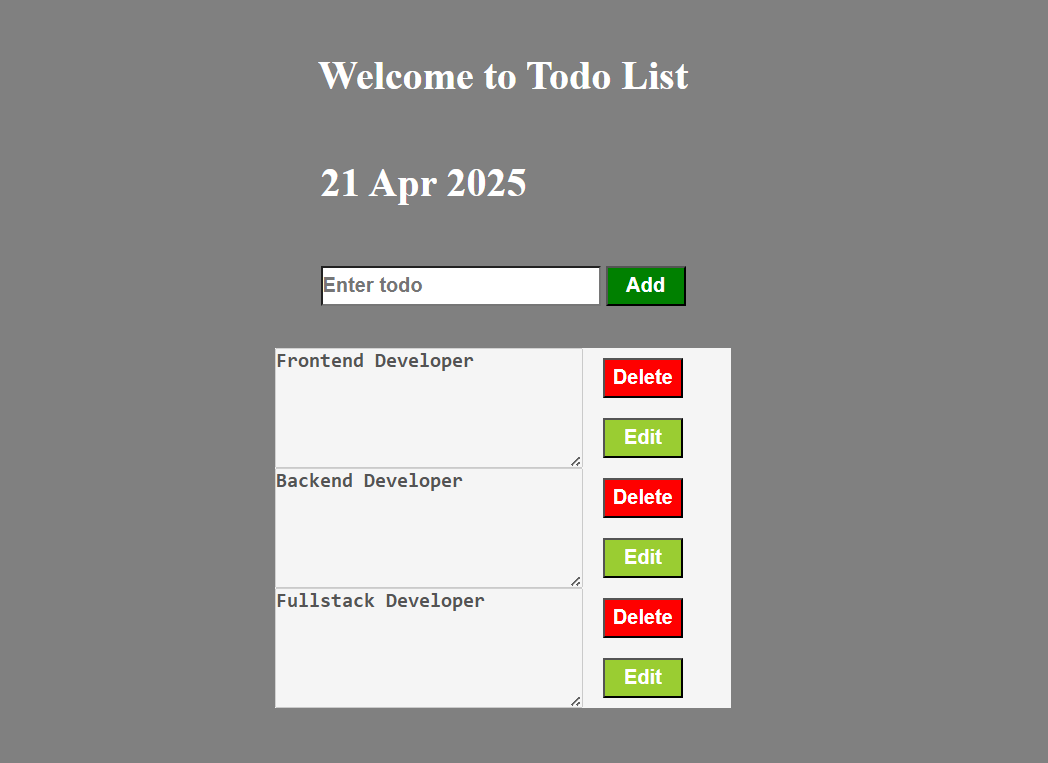 Welcome to Todo List
21 Apr 2025
Enter todo Add
Frontend Developer Delete
Edit
Backend Developer Delete
Edit
Fullstack Developer Delete
Edit